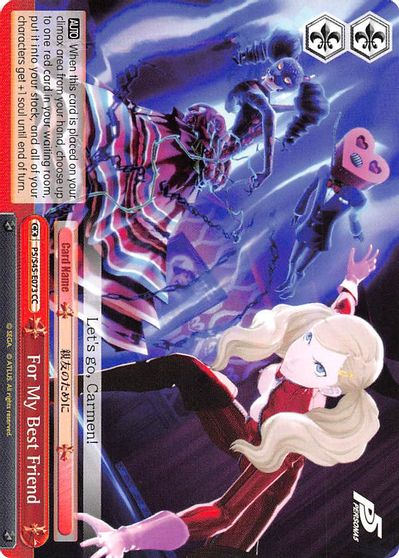 [AUTO] When this card is placed on your
climax area from your hand, choose up
to one red card in your waiting room,
put it into your stock, and all of your
characters get +1 soul until end of turn.
Let's go, Carmen!
Card Name
親友のために
CX
P5/S45-E073 CC
For My Best Friend
© SEGA. © ATLUS. All rights reserved.
P5
PERSONA5